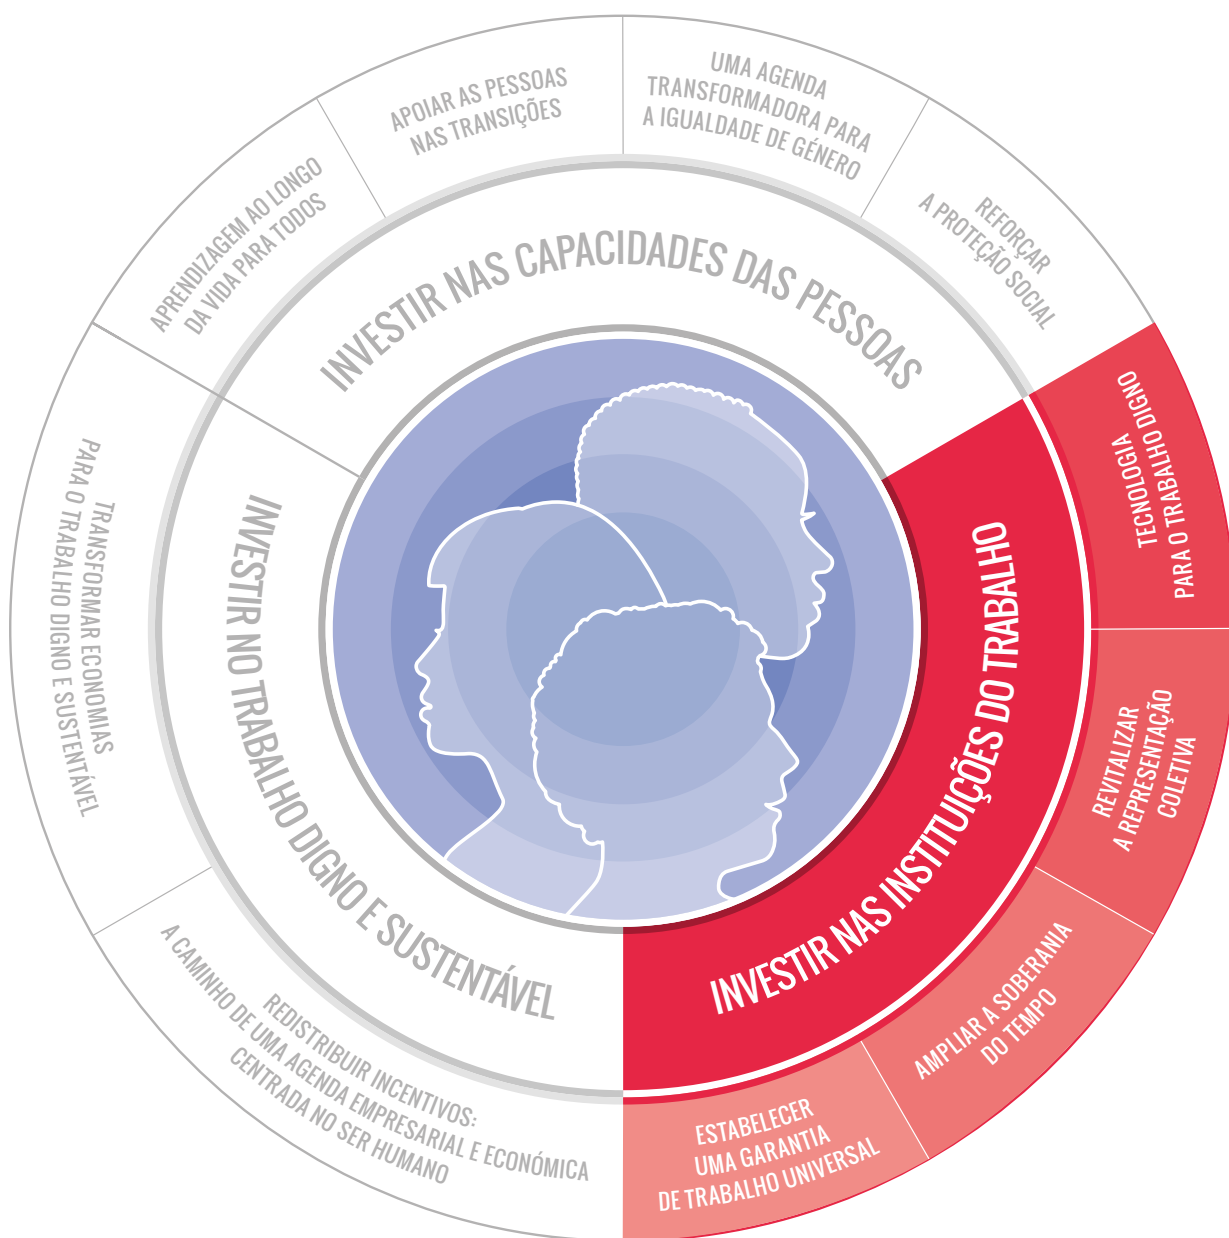 INVESTIR NAS CAPACIDADES DAS PESSOAS
APRENDIZAGEM AO LONGO
DA VIDA PARA TODOS
APOIAR AS PESSOAS
NAS TRANSIÇÕES
UMA AGENDA
TRANSFORMADORA PARA
A IGUALDADE DE GÉNERO
REFORÇAR
A PROTEÇÃO SOCIAL
INVESTIR NAS INSTITUIÇÕES DO TRABALHO
TECNOLOGIA
PARA O TRABALHO DIGNO
REVITALIZAR
A REPRESENTAÇÃO
COLETIVA
AMPLIAR A SOBERANIA
DO TEMPO
ESTABELECER
UMA GARANTIA
DE TRABALHO UNIVERSAL
INVESTIR NO TRABALHO DIGNO E SUSTENTÁVEL
TRANSFORMAR ECONOMIAS
PARA O TRABALHO DIGNO E SUSTENTÁVEL
REDISTRIBUIR INCENTIVOS:
A CAMINHO DE UMA AGENDA EMPRESARIAL E ECONÓMICA
CENTRADA NO SER HUMANO